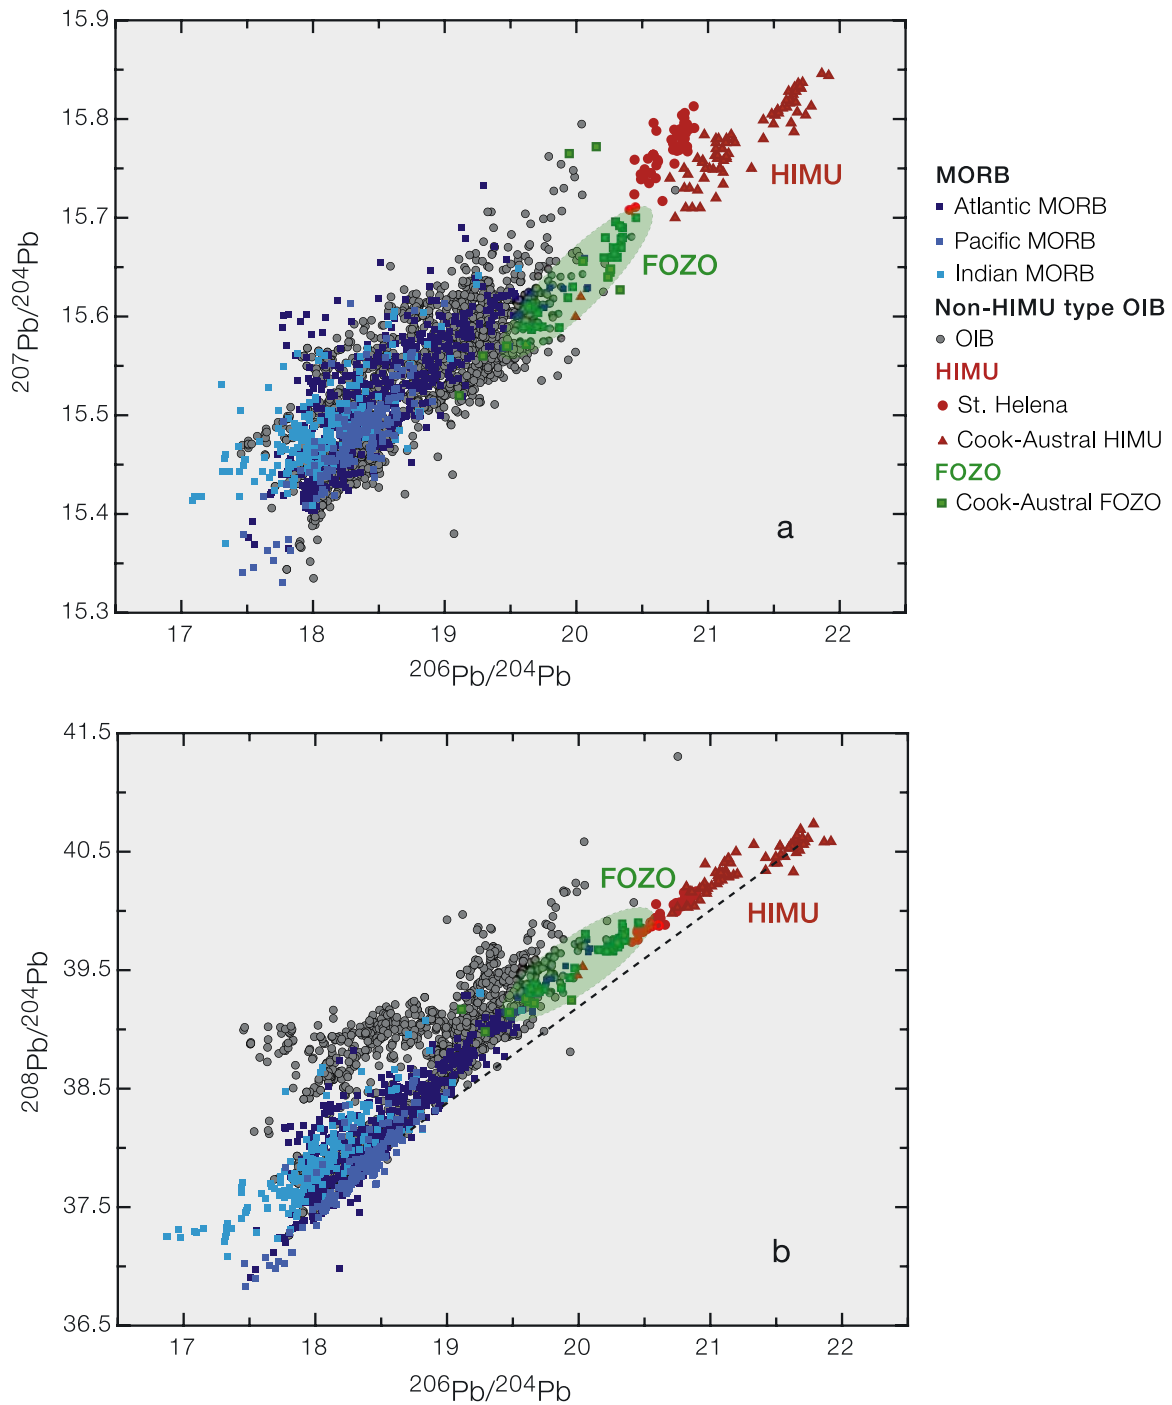 15.9
15.8
15.7
15.6
15.5
15.4
15.3
207Pb/204Pb
HIMU
FOZO
a
17 18 19 20 21 22
206Pb/204Pb
MORB
Atlantic MORB
Pacific MORB
Indian MORB
Non-HIMU type OIB
OIB
HIMU
St. Helena
Cook-Austral HIMU
FOZO
Cook-Austral FOZO
41.5
40.5
39.5
38.5
37.5
36.5
208Pb/204Pb
FOZO
HIMU
b
17 18 19 20 21 22
206Pb/204Pb